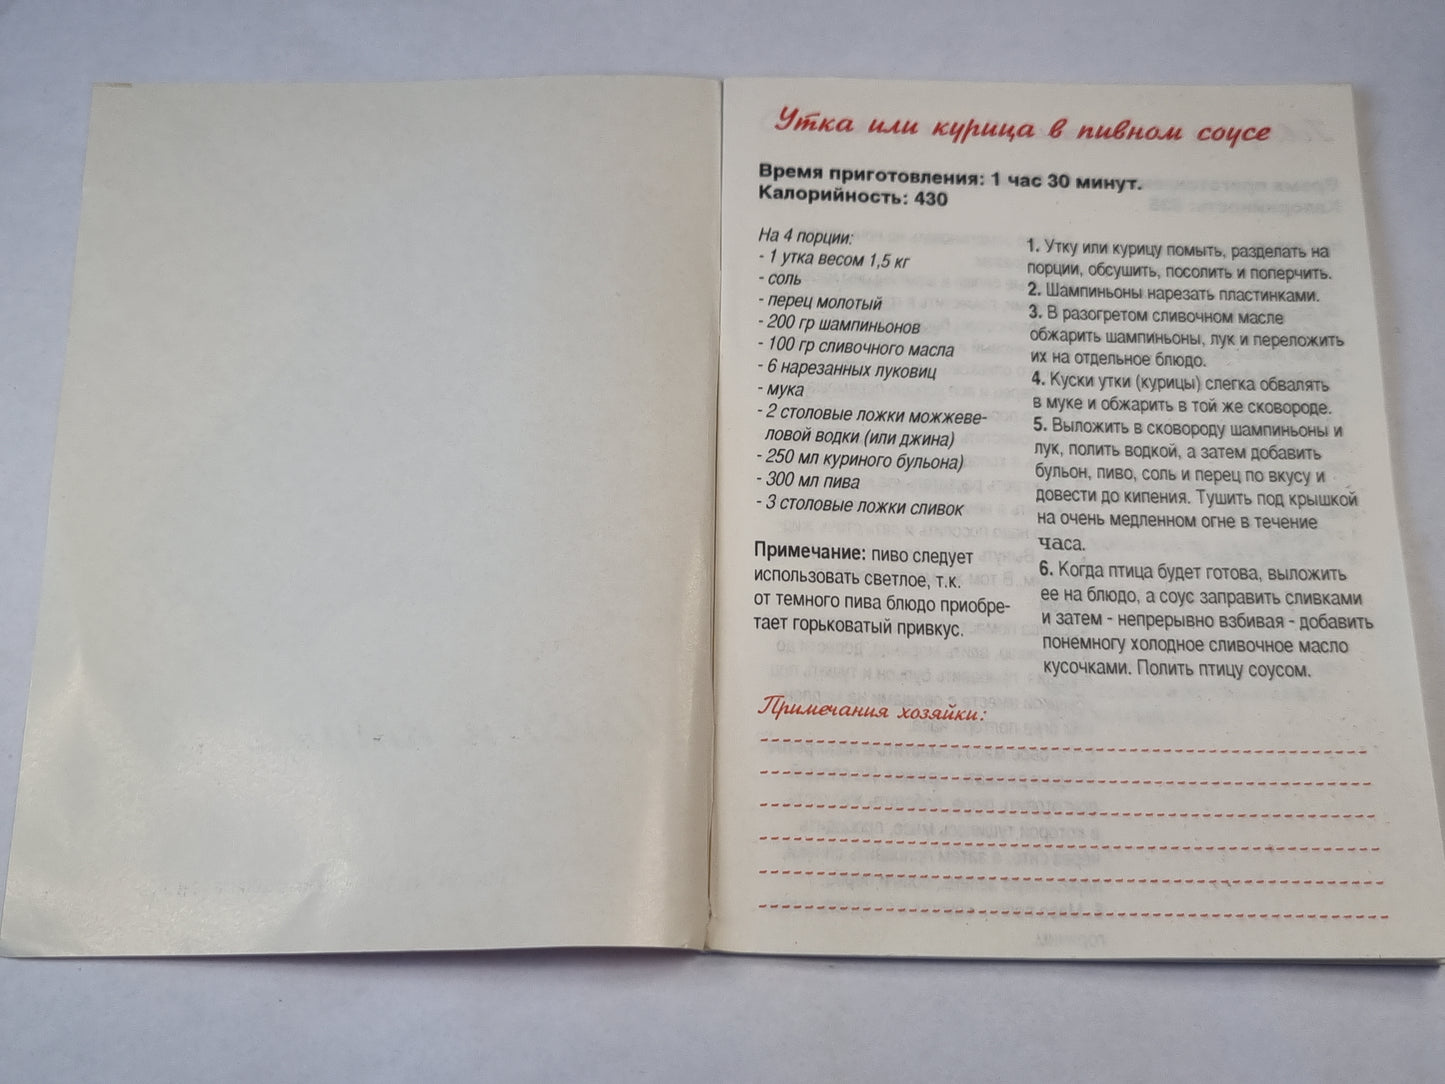 Утка или курица в пивном соусе
Время приготовления: 1 час 30 минут.
Калорийность: 430
На 4 порции:
- 1 утка весом 1,5 кг
- соль
- перец молотый
- 200 гр шампиньонов
- 100 гр сливочного масла
- 6 нарезанных луковиц
- мука
- 2 столовые ложки можжеве-
ловой водки (или джина)
- 250 мл куриного бульона)
- 300 мл пива
- 3 столовые ложки сливок
Примечание: пиво следует
использовать светлое, т.к.
от темного пива блюдо приобре-
тает горьковатый привкус.
1. Утку или курицу помыть, разделать на
порции, обсушить, посолить и поперчить.
2. Шампиньоны нарезать пластинками.
3. В разогретом сливочном масле
обжарить шампиньоны, лук и переложить
их на отдельное блюдо.
4. Куски утки (курицы) слегка обвалять
в муке и обжарить в той же сковороде.
5. Выложить в сковороду шампиньоны и
лук, полить водкой, а затем добавить
бульон, пиво, соль и перец по вкусу и
довести до кипения. Тушить под крышкой
на очень медленном огне в течение
часа.
6. Когда птица будет готова, выложить
ее на блюдо, а соус заправить сливками
и затем - непрерывно взбивая - добавить
понемногу холодное сливочное масло
кусочками. Полить птицу соусом.
Примечания хозяйки: